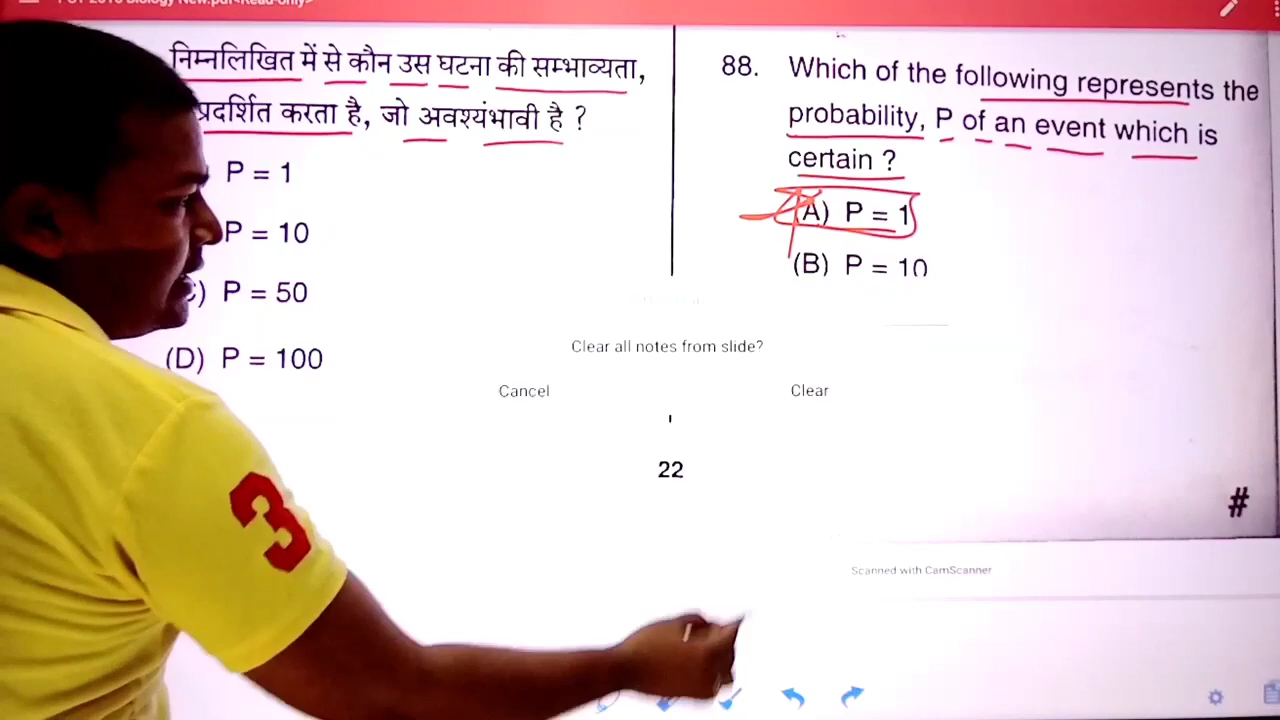 निम्नलिखित में से कौन उस घटना की सम्भाव्यता,
प्रदर्शित करता है, जो अवश्यंभावी है ?
P = 1
P = 10
) P = 50
(D) P = 100
88. Which of the following represents the
probability, P of an event which is
certain ?
(A) P = 1
(B) P = 10
Clear all notes from slide?
Cancel Clear
22
#
Scanned with CamScanner
3